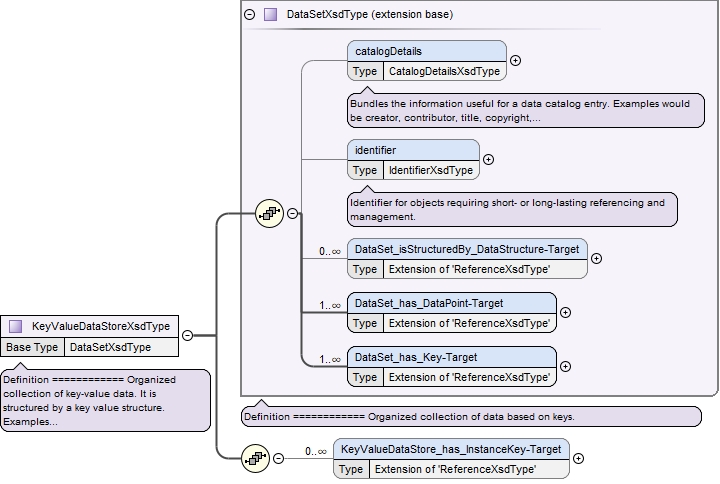 DataSetXsdType (extension base)
catalogDetails
Type CatalogDetailsXsdType
Bundles the information useful for a data catalog entry. Examples would
be creator, contributor, title, copyright,...
identifier
Type IdentifierXsdType
Identifier for objects requiring short- or long-lasting referencing and
management.
0..∞ DataSet_isStructuredBy_DataStructure-Target
Type Extension of 'ReferenceXsdType'
1..∞ DataSet_has_DataPoint-Target
Type Extension of 'ReferenceXsdType'
1..∞ DataSet_has_Key-Target
Type Extension of 'ReferenceXsdType'
KeyValueDataStoreXsdType
Base Type DataSetXsdType
Definition ============ Organized
collection of key-value data. It is
structured by a key value structure.
Examples...
Definition ============ Organized collection of data based on keys.
0..∞ KeyValueDataStore_has_InstanceKey-Target
Type Extension of 'ReferenceXsdType'